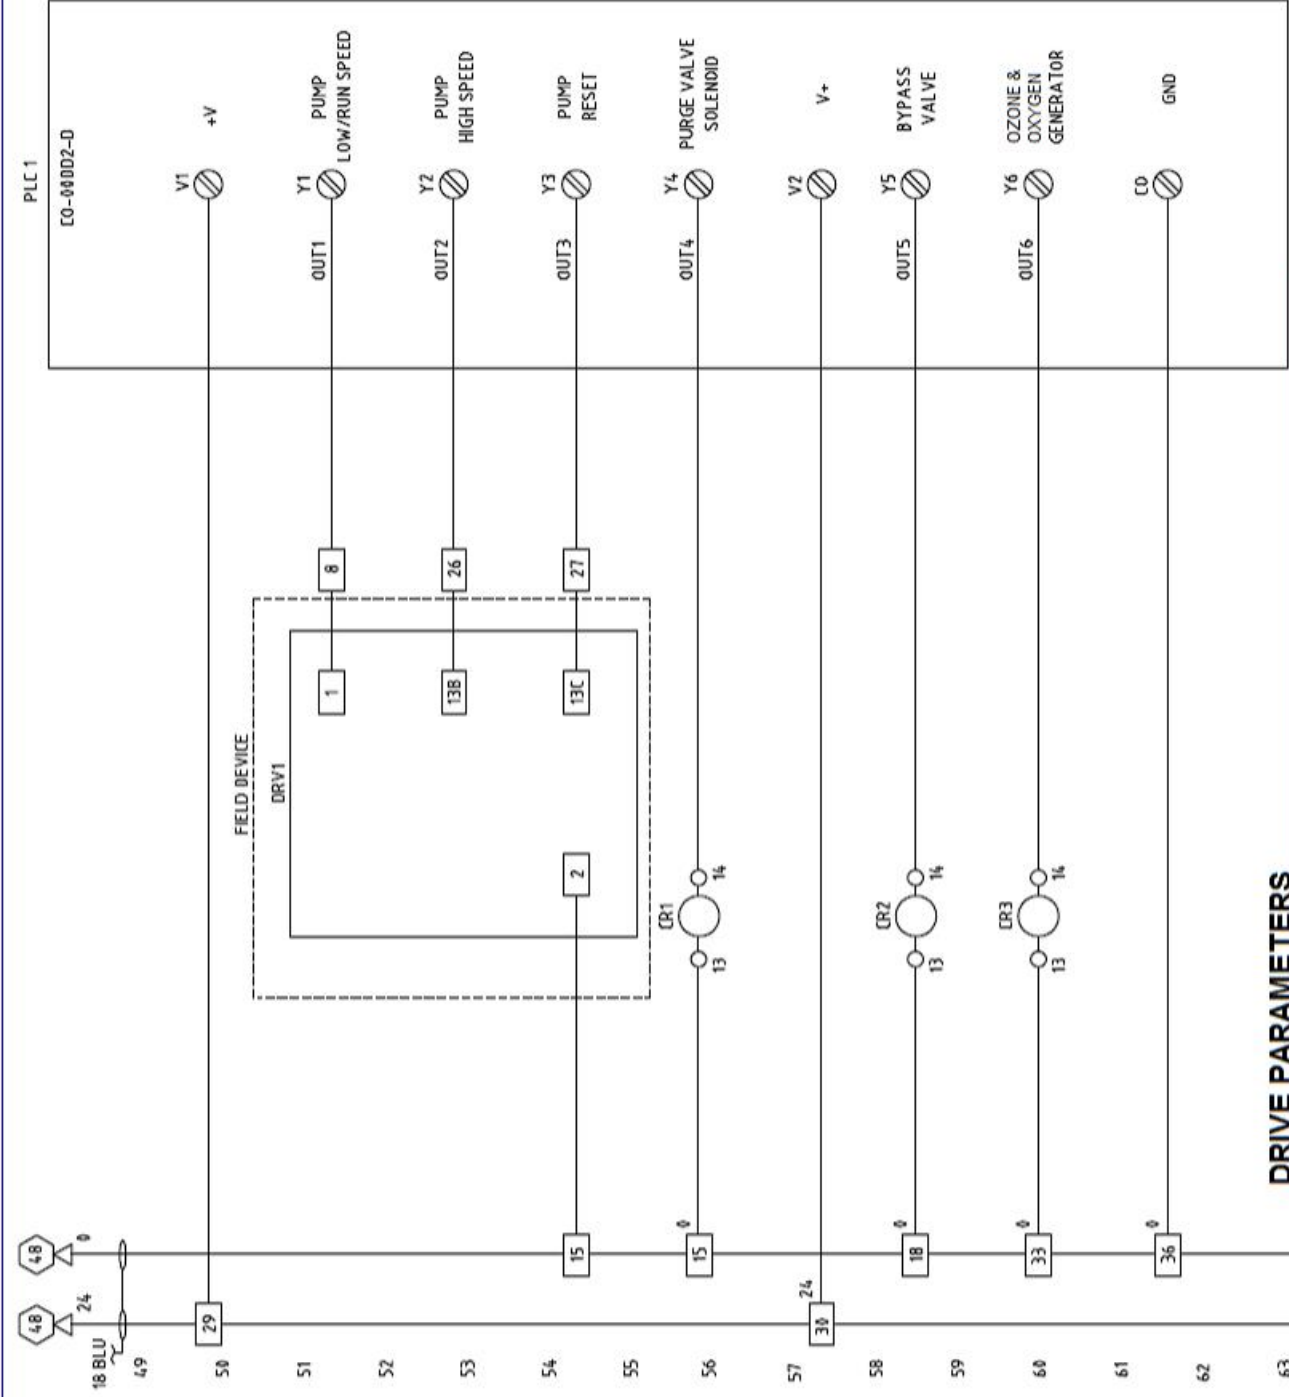 48
48
PLC 1
C0-00DD2-D
24
0
18 BLU
49
V1
+V
29
50
FIELD DEVICE
DRV1
51
1
8
OUT1
Y1
PUMP
LOW/RUN SPEED
52
53
13B
26
OUT2
Y2
PUMP
HIGH SPEED
54
15
2
13C
27
OUT3
Y3
PUMP
RESET
55
56
15
0
13
CR1
14
OUT4
Y4
PURGE VALVE
SOLENOID
57
30
24
V2
V+
58
18
0
13
CR2
14
OUT5
Y5
BYPASS
VALVE
59
60
33
0
13
CR3
14
OUT6
Y6
OZONE &
OXYGEN
GENERATOR
61
36
0
C0
GND
62
63
DRIVE PARAMETERS